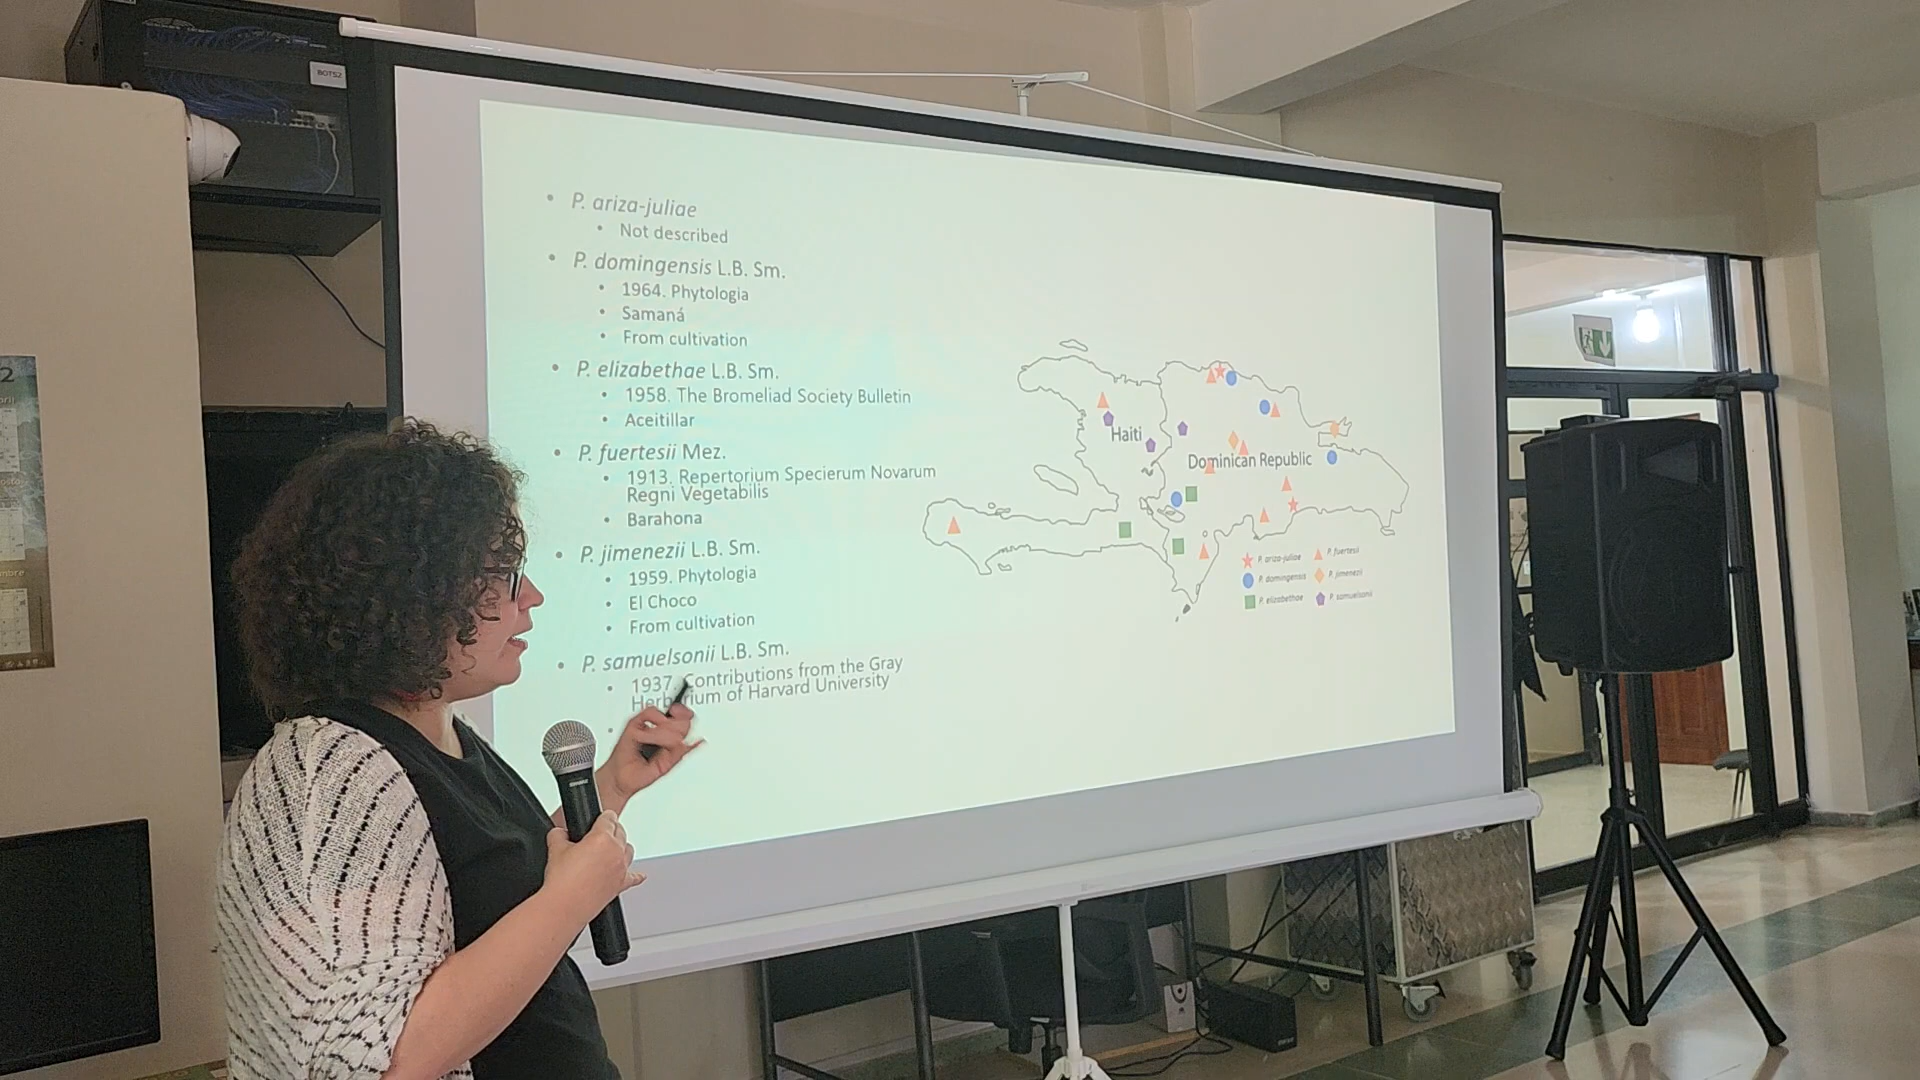 BOTS2
P. ariza-juliae
Not described
P. domingensis L.B. Sm.
1964. Phytologia
Samaná
From cultivation
P. elizabethae L.B. Sm.
1958. The Bromeliad Society Bulletin
Aceitillar
P. fuertesii Mez.
1913. Repertorium Specierum Novarum
Regni Vegetabilis
Barahona
P. jimenezii L.B. Sm.
1959. Phytologia
El Choco
From cultivation
P. samuelsonii L.B. Sm.
1937. Contributions from the Gray
Herbarium of Harvard University
Haiti
Dominican Republic
P. ariza-juliae
P. fuertesii
P. domingensis
P. jimenezii
P. elizabethae
P. samuelsonii
2